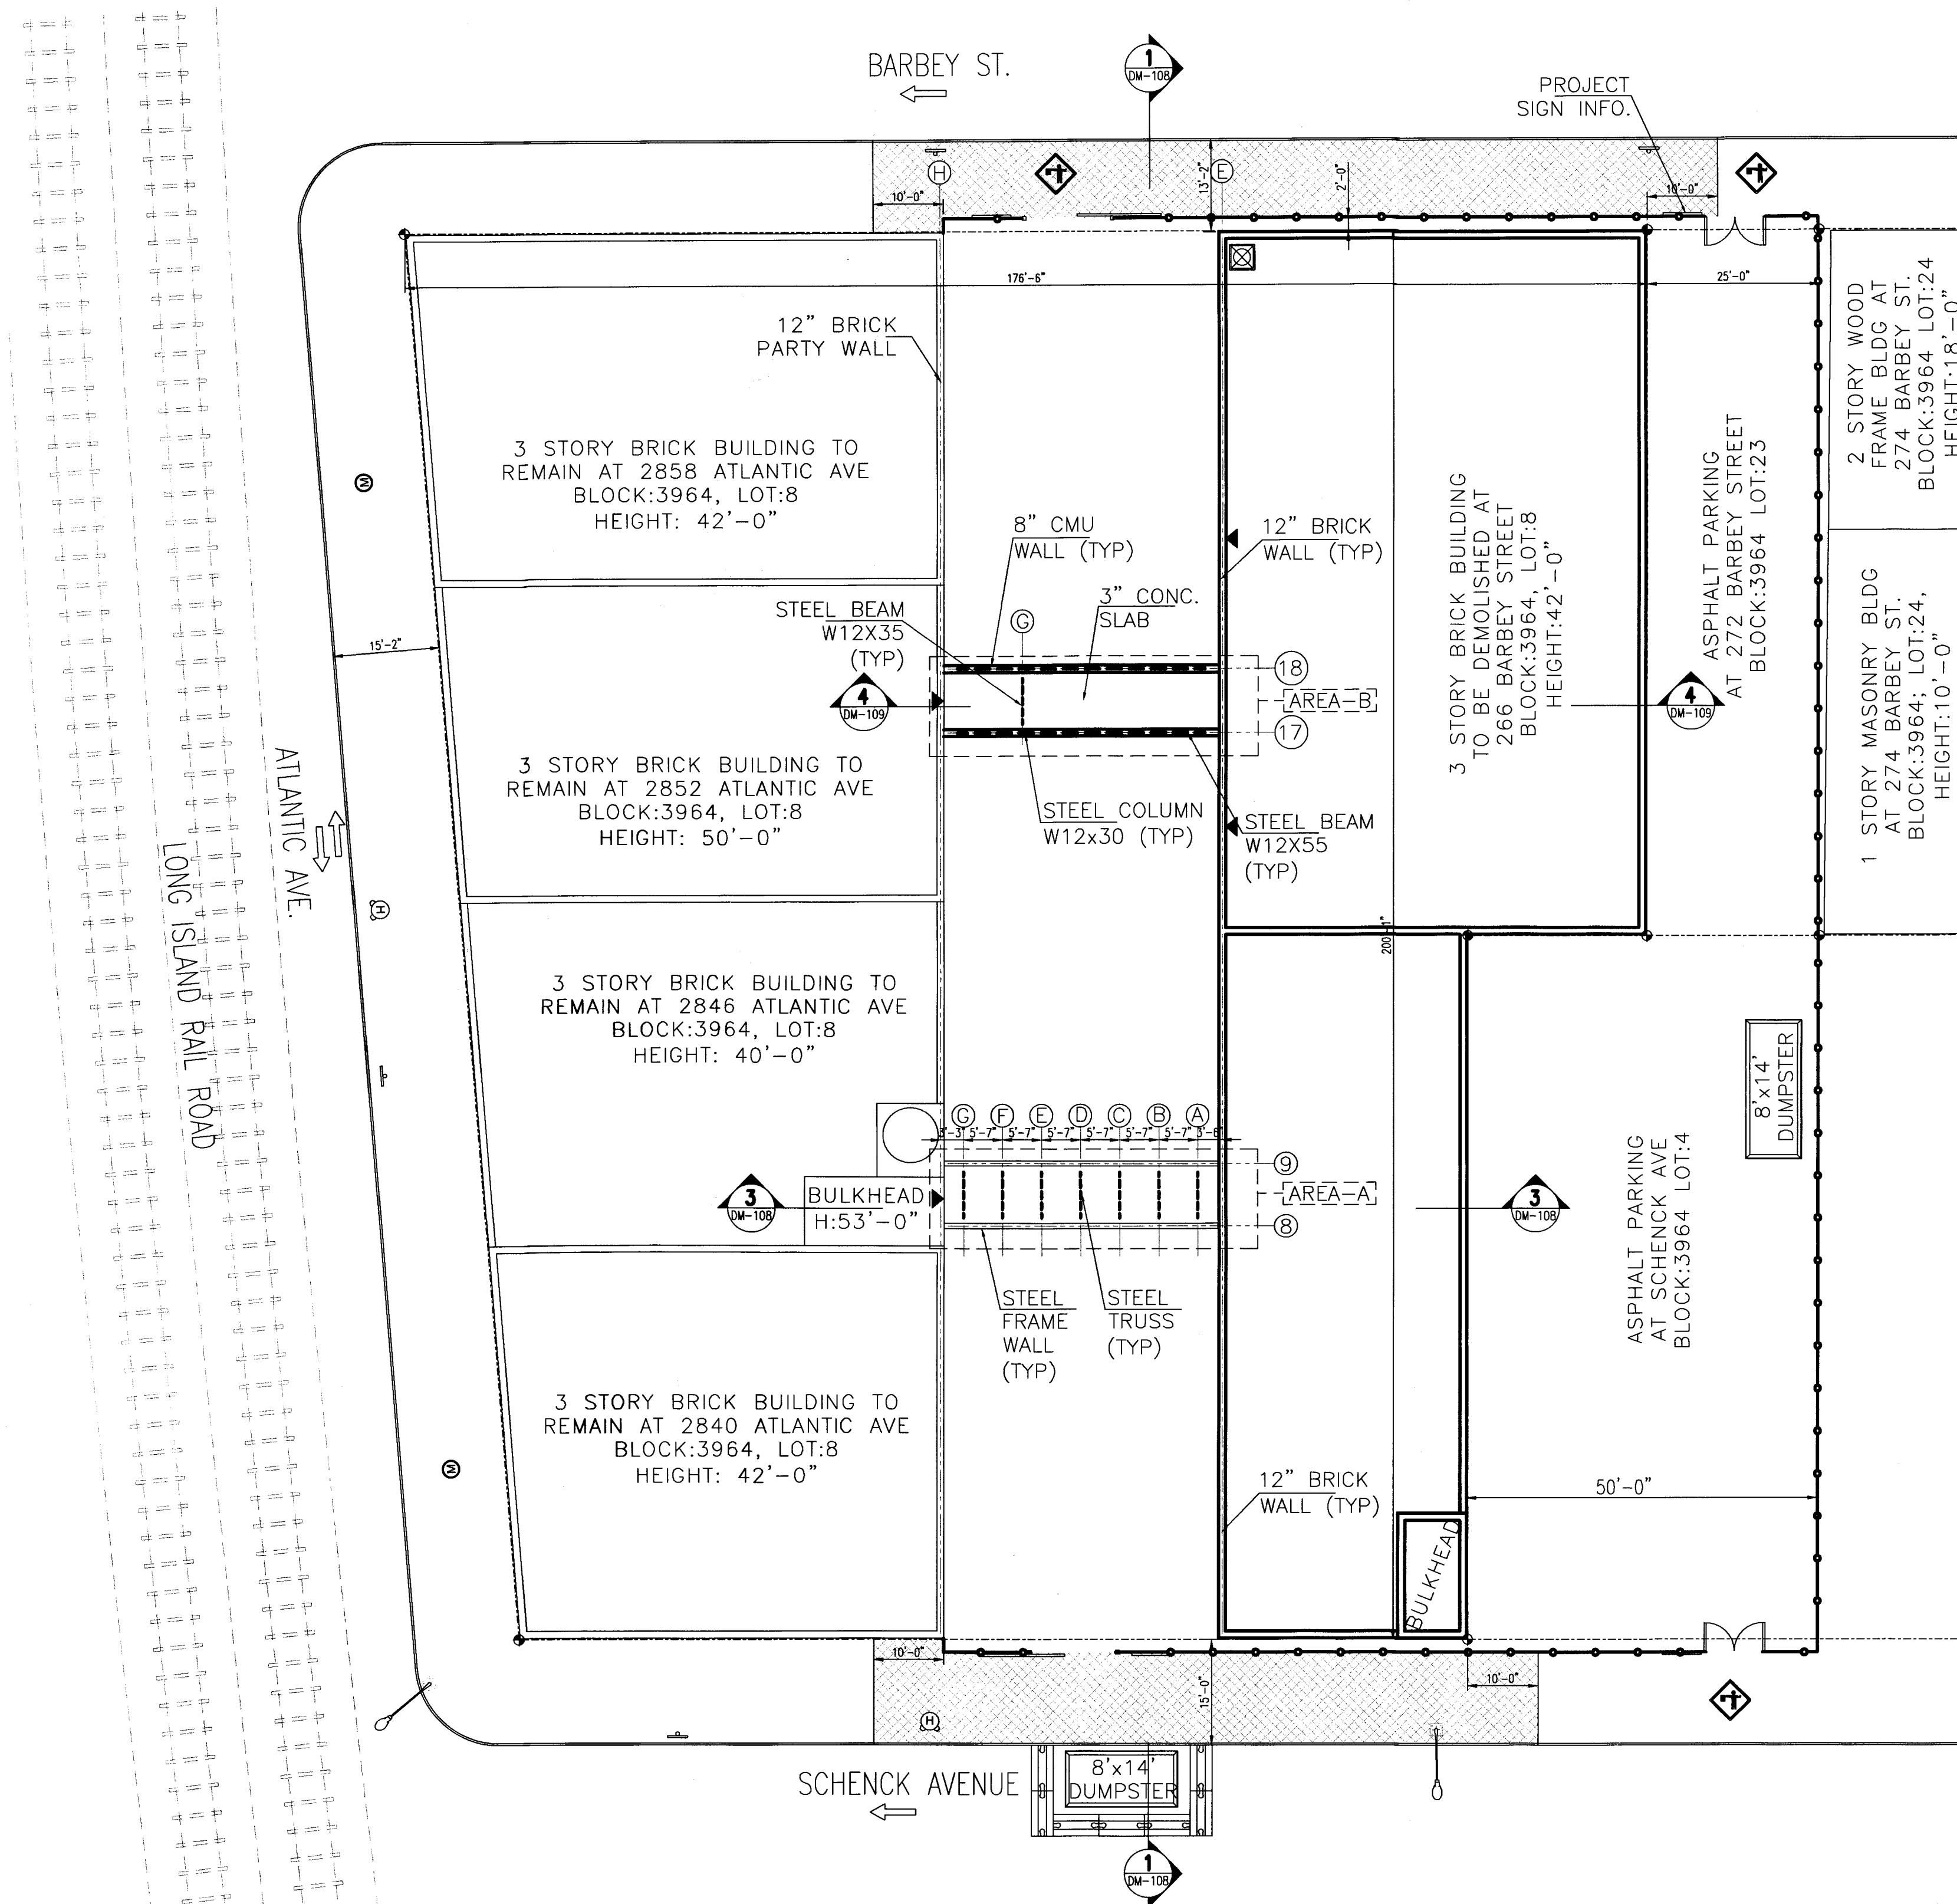 BARBEY ST.
1
DM-108
PROJECT
SIGN INFO.
H
E
13'-2"
2'-0"
10'-0"
10'-0"
176'-6"
25'-0"
12" BRICK
PARTY WALL
3 STORY BRICK BUILDING TO
REMAIN AT 2858 ATLANTIC AVE
BLOCK:3964, LOT:8
HEIGHT: 42'-0"
M
8" CMU
WALL (TYP)
12" BRICK
WALL (TYP)
STEEL BEAM
W12X35
(TYP)
3" CONC.
SLAB
G
18
AREA-B
17
4
DM-109
4
DM-109
15'-2"
3 STORY BRICK BUILDING TO
REMAIN AT 2852 ATLANTIC AVE
BLOCK:3964, LOT:8
HEIGHT: 50'-0"
STEEL COLUMN
W12x30 (TYP)
STEEL BEAM
W12X55
(TYP)
3 STORY BRICK BUILDING
TO BE DEMOLISHED AT
266 BARBEY STREET
BLOCK:3964, LOT:8
HEIGHT:42'-0"
ASPHALT PARKING
AT 272 BARBEY STREET
BLOCK:3964 LOT:23
2 STORY WOOD
FRAME BLDG AT
274 BARBEY ST.
BLOCK:3964 LOT:24
HEIGHT:18'-0"
1 STORY MASONRY BLDG
AT 274 BARBEY ST.
BLOCK:3964; LOT:24,
HEIGHT:10'-0"
ATLANTIC AVE.
LONG ISLAND RAIL ROAD
H
200'-1"
3 STORY BRICK BUILDING TO
REMAIN AT 2846 ATLANTIC AVE
BLOCK:3964, LOT:8
HEIGHT: 40'-0"
8'x14'
DUMPSTER
G F E D C B A
3'-3" 5'-7" 5'-7" 5'-7" 5'-7" 5'-7" 5'-7" 3'-6"
9
AREA-A
8
3
DM-108
BULKHEAD
H:53'-0"
3
DM-108
ASPHALT PARKING
AT SCHENCK AVE
BLOCK:3964 LOT:4
STEEL
FRAME
WALL
(TYP)
STEEL
TRUSS
(TYP)
3 STORY BRICK BUILDING TO
REMAIN AT 2840 ATLANTIC AVE
BLOCK:3964, LOT:8
HEIGHT: 42'-0"
M
12" BRICK
WALL (TYP)
50'-0"
BULKHEAD
10'-0"
15'-0"
10'-0"
H
SCHENCK AVENUE
8'x14'
DUMPSTER
1
DM-108